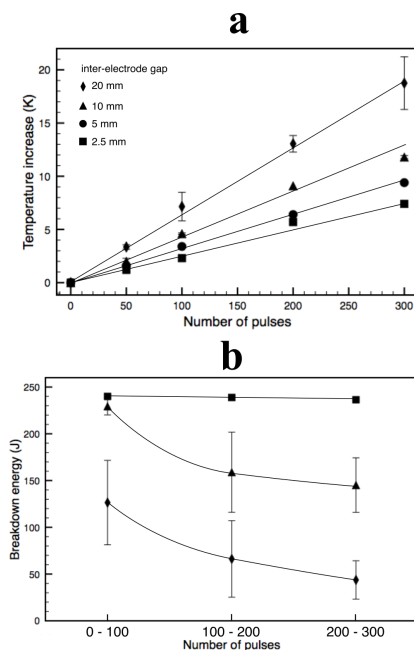 a
Temperature increase (K)
20
15
10
5
0
inter-electrode gap
20 mm
10 mm
5 mm
2.5 mm
0
50
100
200
300
Number of pulses
b
Breakdown energy (J)
250
200
150
100
50
0
0 - 100
100 - 200
200 - 300
Number of pulses